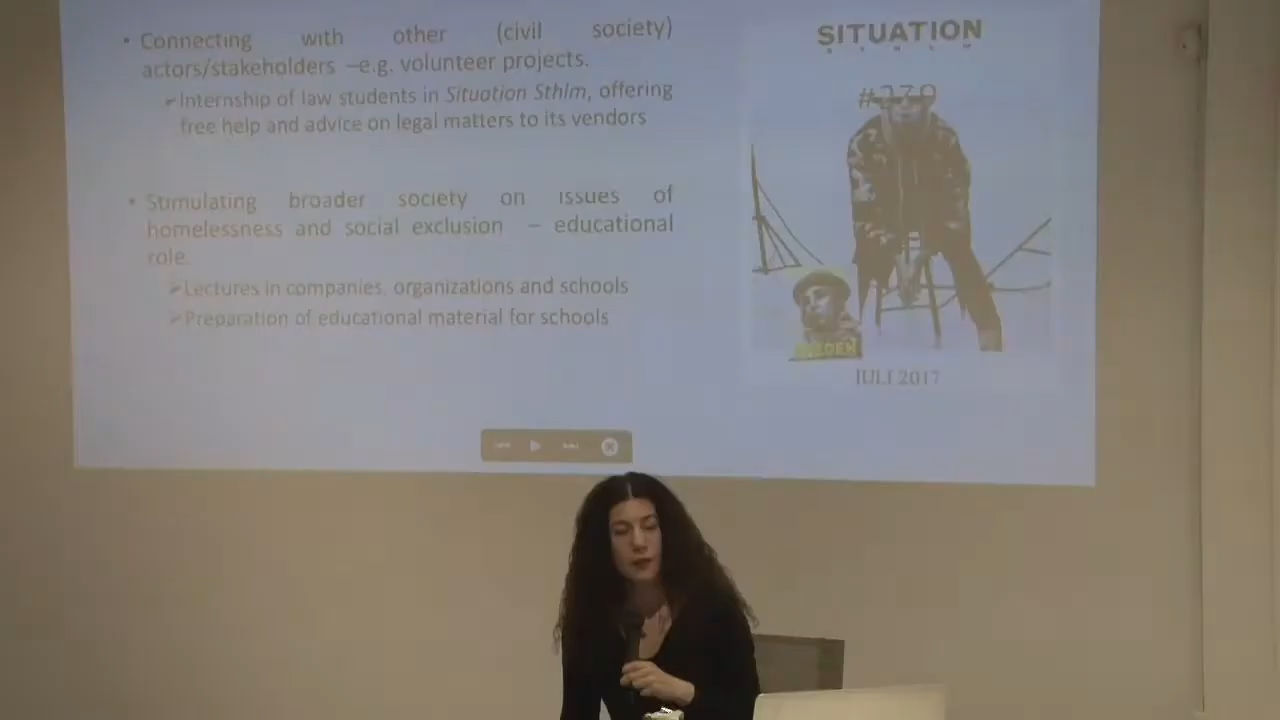 • Connecting with other (civil society)
actors/stakeholders –e.g. volunteer projects.
➢Internship of law students in Situation Sthlm, offering
free help and advice on legal matters to its vendors
• Stimulating broader society on issues of
homelessness and social exclusion – educational
role.
➢Lectures in companies, organizations and schools
➢Preparation of educational material for schools
SITUATION
JULI 2017